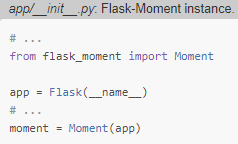 app/__init__.py: Flask-Moment instance.
# ...
from flask_moment import Moment
app = Flask(__name__)
# ...
moment = Moment(app)